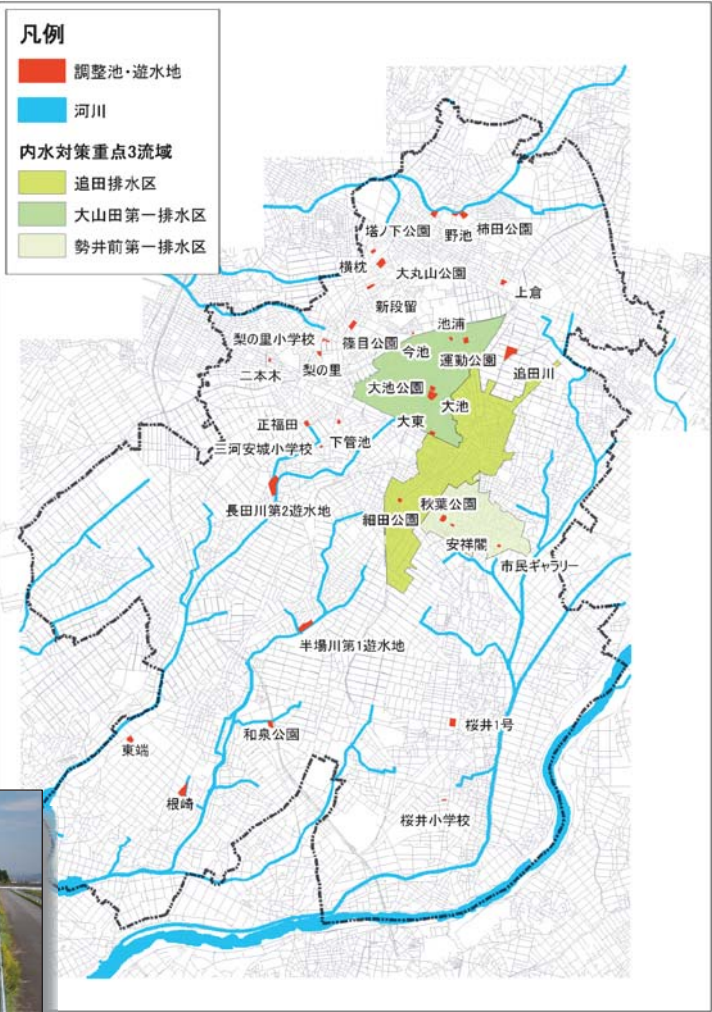 凡例
調整池・遊水地
河川
内水対策重点3流域
追田排水区
大山田第一排水区
勢井前第一排水区
塔ノ下公園
野池
柿田公園
横枕
大丸山公園
上倉
新段留
池浦
梨の里小学校
篠目公園
今池
運動公園
追田川
二本木
梨の里
大池公園
大池
正福田
下管池
大東
三河安城小学校
長田川第2遊水地
細田公園
秋葉公園
安祥閣
市民ギャラリー
半場川第1遊水地
和泉公園
桜井1号
東端
根崎
桜井小学校